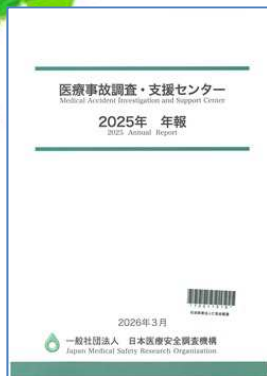 医療事故調査・支援センター
Medical Accident Investigation and Support Center
2025年 年報
2025 Annual Report
2026年3月
一般社団法人 日本医療安全調査機構
Japan Medical Safety Research Organization